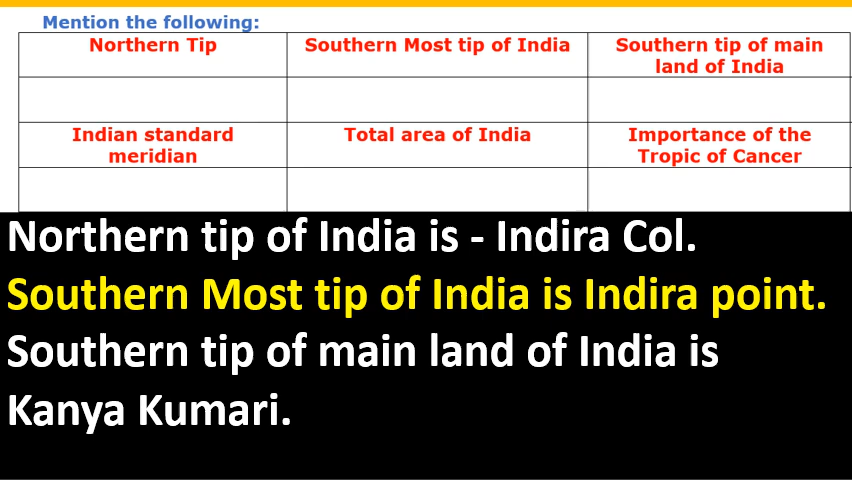 Mention the following:
Northern Tip
Southern Most tip of India
Southern tip of main
land of India
Indian standard
meridian
Total area of India
Importance of the
Tropic of Cancer
Northern tip of India is - Indira Col.
Southern Most tip of India is Indira point.
Southern tip of main land of India is
Kanya Kumari.